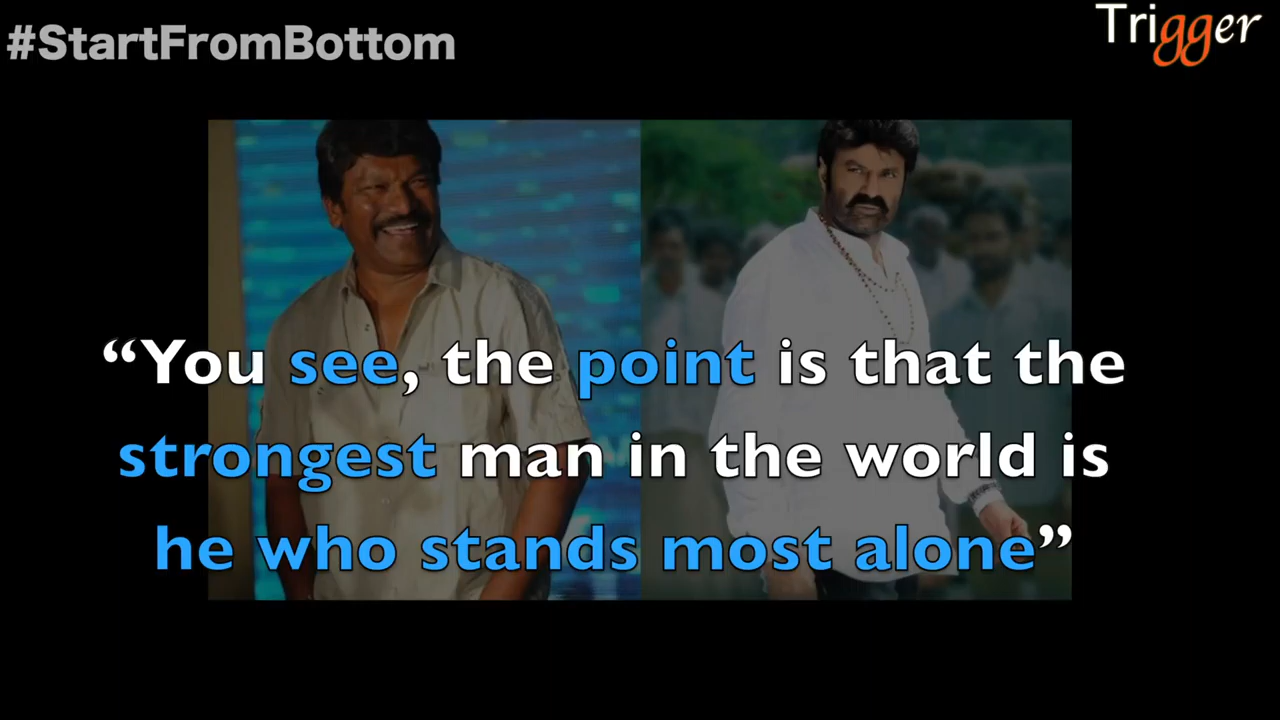 #StartFromBottom
Trigger
“You see, the point is that the
strongest man in the world is
he who stands most alone”